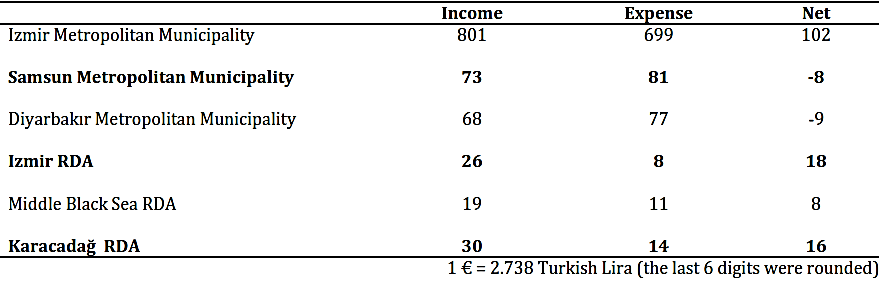 Income Expense Net
Izmir Metropolitan Municipality 801 699 102
Samsun Metropolitan Municipality 73 81 -8
Diyarbakır Metropolitan Municipality 68 77 -9
Izmir RDA 26 8 18
Middle Black Sea RDA 19 11 8
Karacadağ RDA 30 14 16
1 € = 2.738 Turkish Lira (the last 6 digits were rounded)